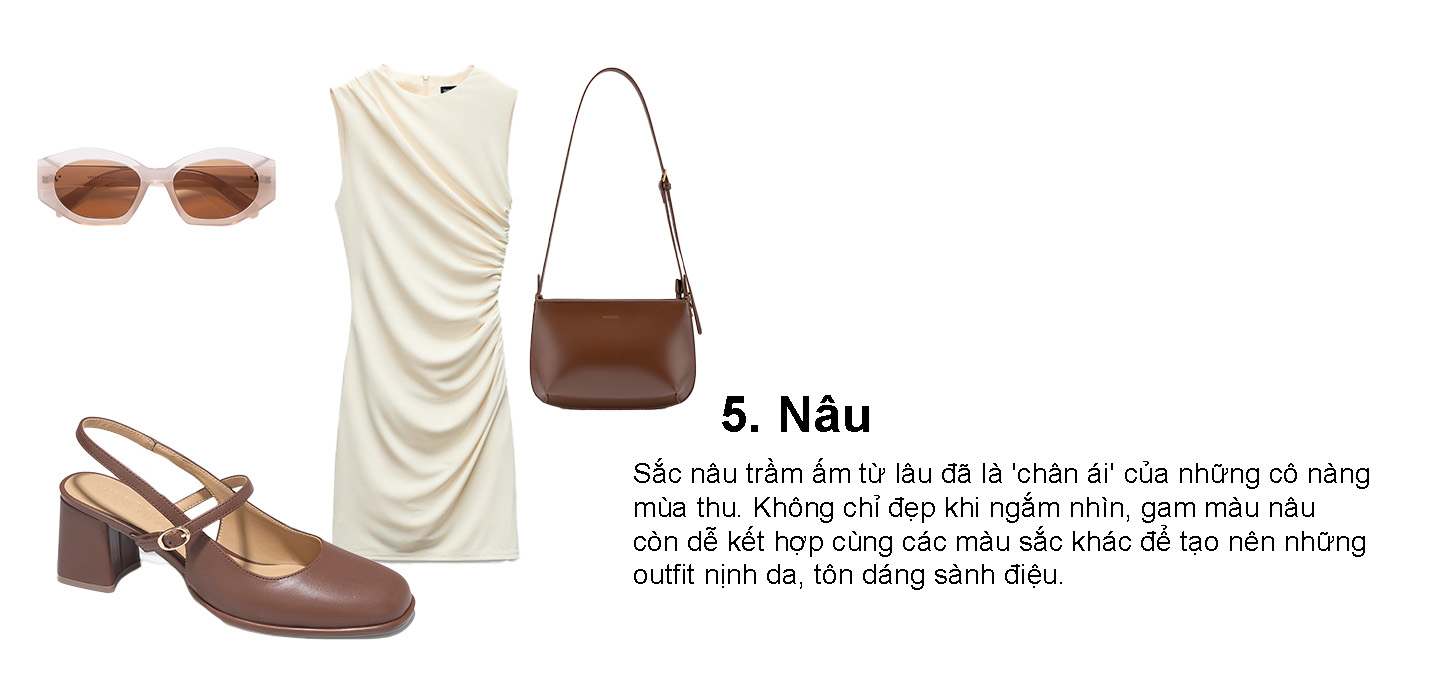 5. Nâu
Sắc nâu trầm ấm từ lâu đã là 'chân ái' của những cô nàng
mùa thu. Không chỉ đẹp khi ngắm nhìn, gam màu nâu
còn dễ kết hợp cùng các màu sắc khác để tạo nên những
outfit nịnh da, tôn dáng sành điệu.